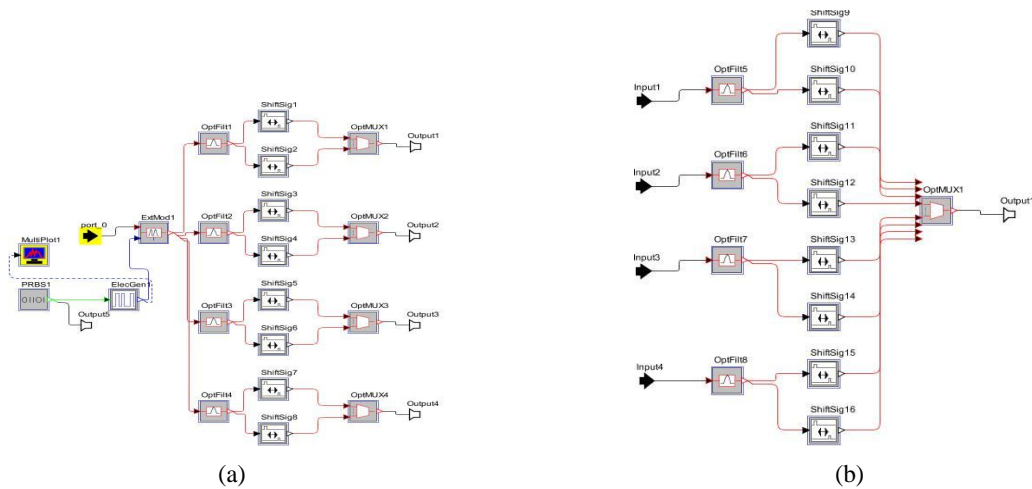 ShiftSig1
OptFilt1
OptMUX1
Output1
ShiftSig2
ShiftSig3
port_0
ExtMod1
OptFilt2
OptMUX2
Output2
MultiPlot1
ShiftSig4
PRBS1
ElecGen1
01101
Output5
ShiftSig5
OptFilt3
OptMUX3
Output3
ShiftSig6
ShiftSig7
OptFilt4
OptMUX4
Output4
ShiftSig8
(a)
ShiftSig9
OptFilt5
Input1
ShiftSig10
ShiftSig11
OptFilt6
Input2
ShiftSig12
OptMUX1
Output1
ShiftSig13
OptFilt7
Input3
ShiftSig14
ShiftSig15
OptFilt8
Input4
ShiftSig16
(b)